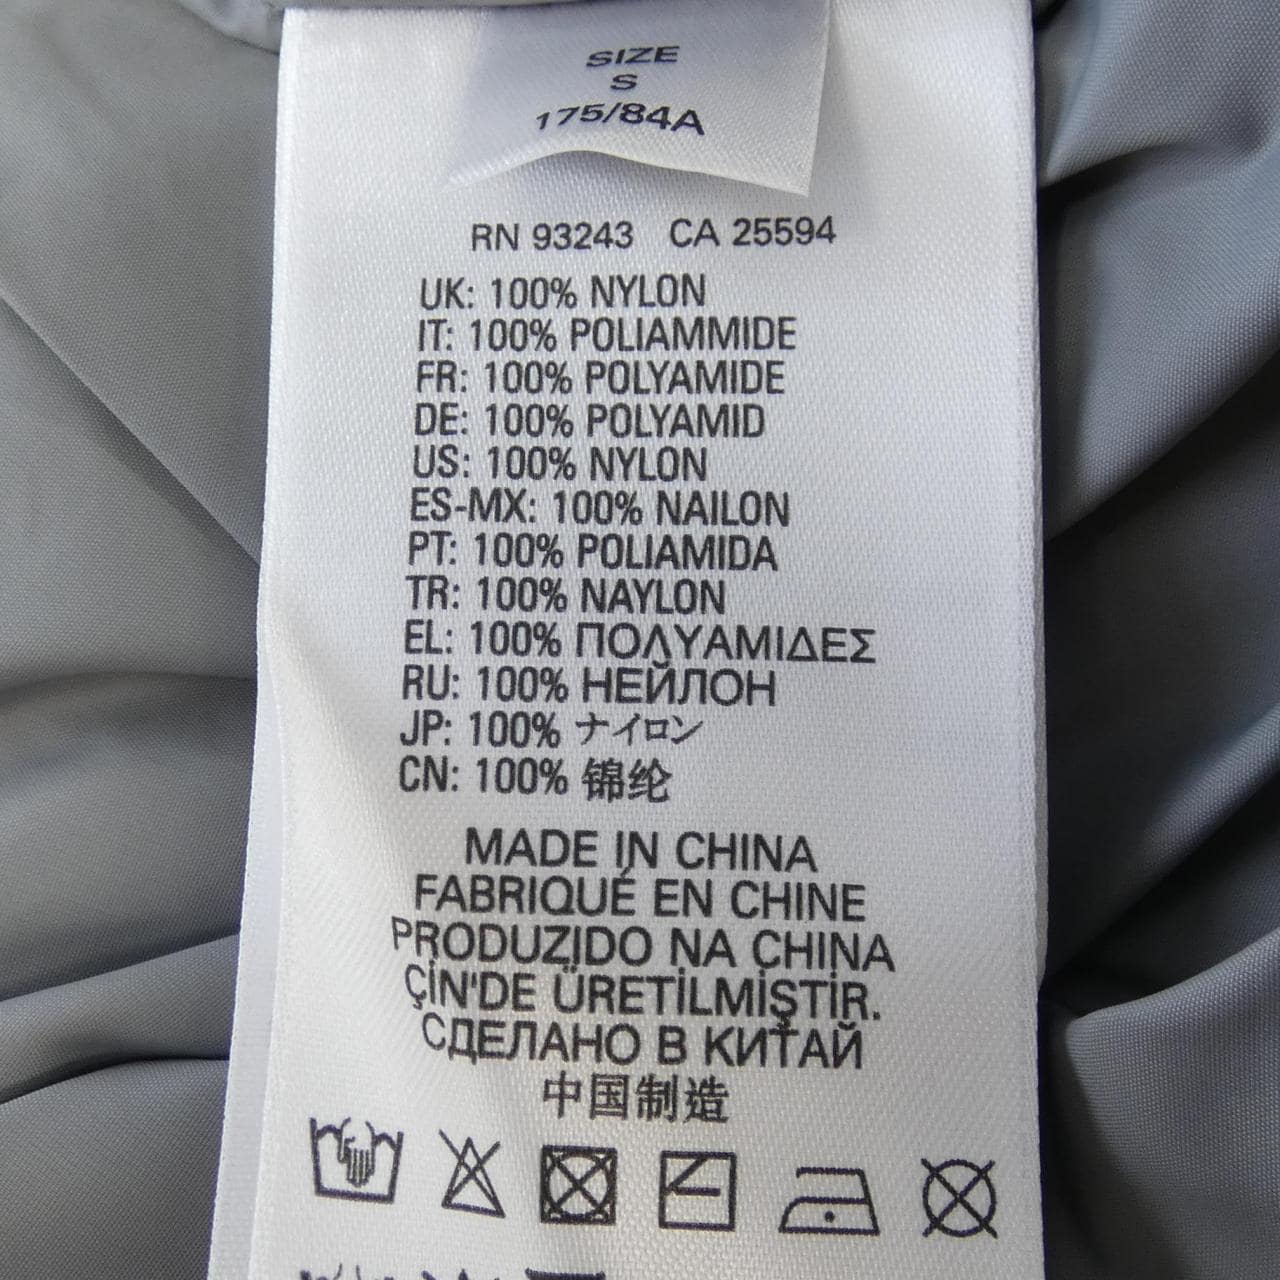 SIZE
S
175/84A
RN 93243 CA 25594
UK: 100% NYLON
IT: 100% POLIAMMIDE
FR: 100% POLYAMIDE
DE: 100% POLYAMID
US: 100% NYLON
ES-MX: 100% NAILON
PT: 100% POLIAMIDA
TR: 100% NAYLON
EL: 100% ΠΟΛΥΑΜΙΔΕΣ
RU: 100% НЕЙЛОН
JP: 100% ナイロン
CN: 100% 锦纶
MADE IN CHINA
FABRIQUÉ EN CHINE
PRODUZIDO NA CHINA
ÇİN'DE ÜRETİLMİŞTİR.
СДЕЛАНО В КИТАЙ
中国制造